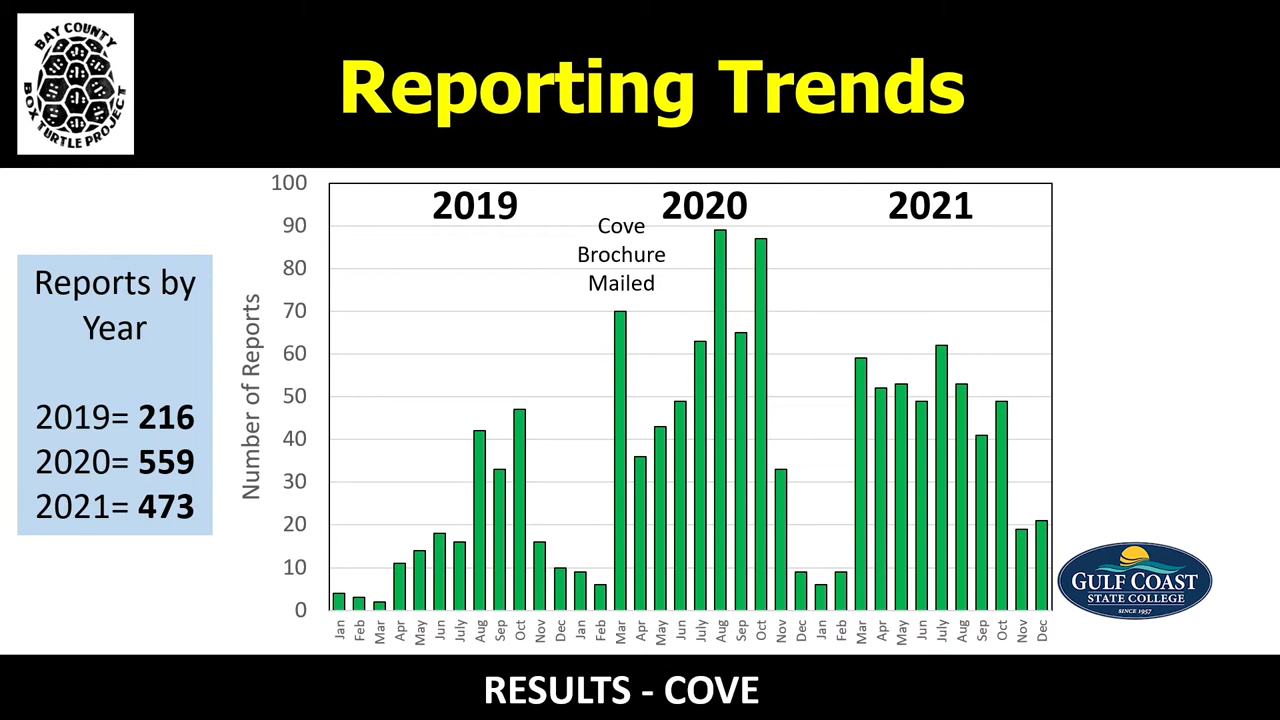 BAY COUNTY
BOX TURTLE PROJECT
Reporting Trends
Reports by
Year
2019= 216
2020= 559
2021= 473
Number of Reports
100
90
80
70
60
50
40
30
20
10
0
2019
2020
2021
Cove
Brochure
Mailed
Jan Feb Mar Apr May Jun July Aug Sep Oct Nov Dec Jan Feb Mar Apr May Jun July Aug Sep Oct Nov Dec Jan Feb Mar Apr May Jun July Aug Sep Oct Nov Dec
GULF COAST
STATE COLLEGE
SINCE 1957
RESULTS - COVE